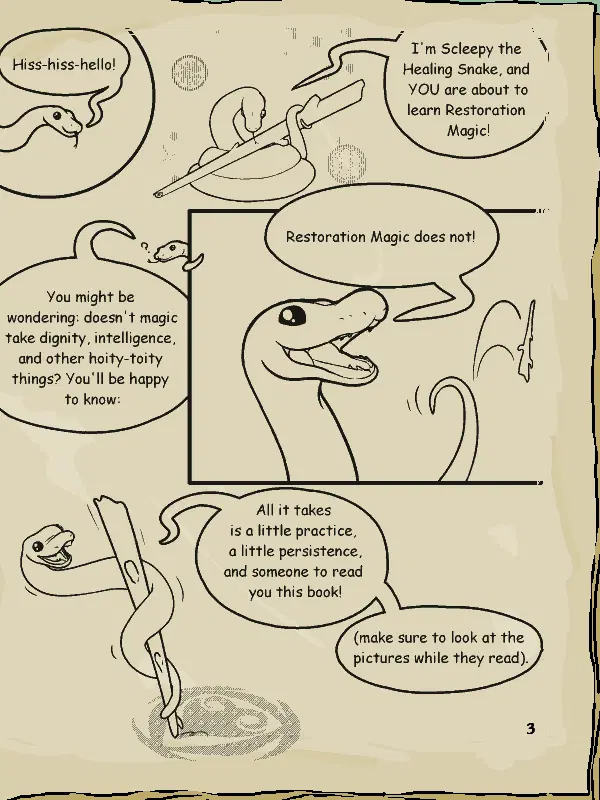 Hiss-hiss-hello!
I'm Scleepy the
Healing Snake, and
YOU are about to
learn Restoration
Magic!
You might be
wondering: doesn't magic
take dignity, intelligence,
and other hoity-toity
things? You'll be happy
to know:
Restoration Magic does not!
All it takes
is a little practice,
a little persistence,
and someone to read
you this book!
(make sure to look at the
pictures while they read).
3